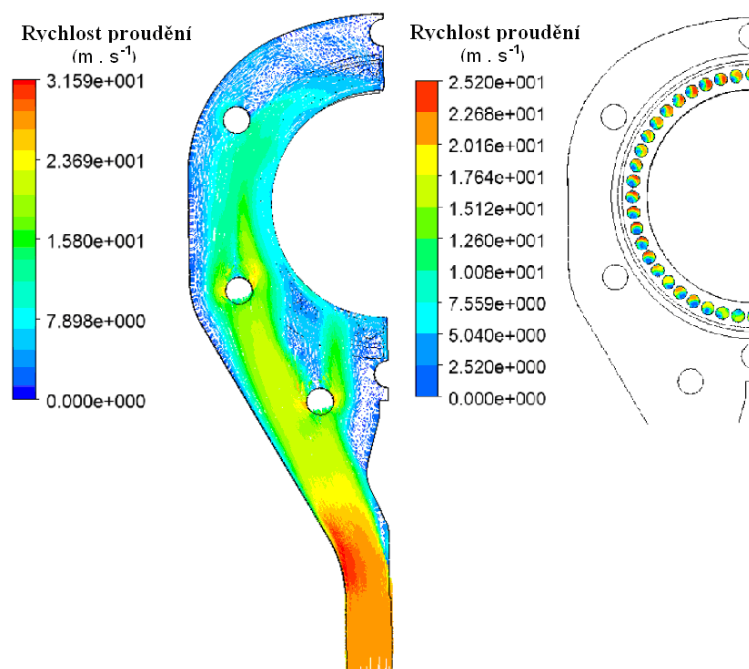 Rychlost proudění
(m . s⁻¹)
3.159e+001
2.369e+001
1.580e+001
7.898e+000
0.000e+000
Rychlost proudění
(m . s⁻¹)
2.520e+001
2.268e+001
2.016e+001
1.764e+001
1.512e+001
1.260e+001
1.008e+001
7.559e+000
5.040e+000
2.520e+000
0.000e+000